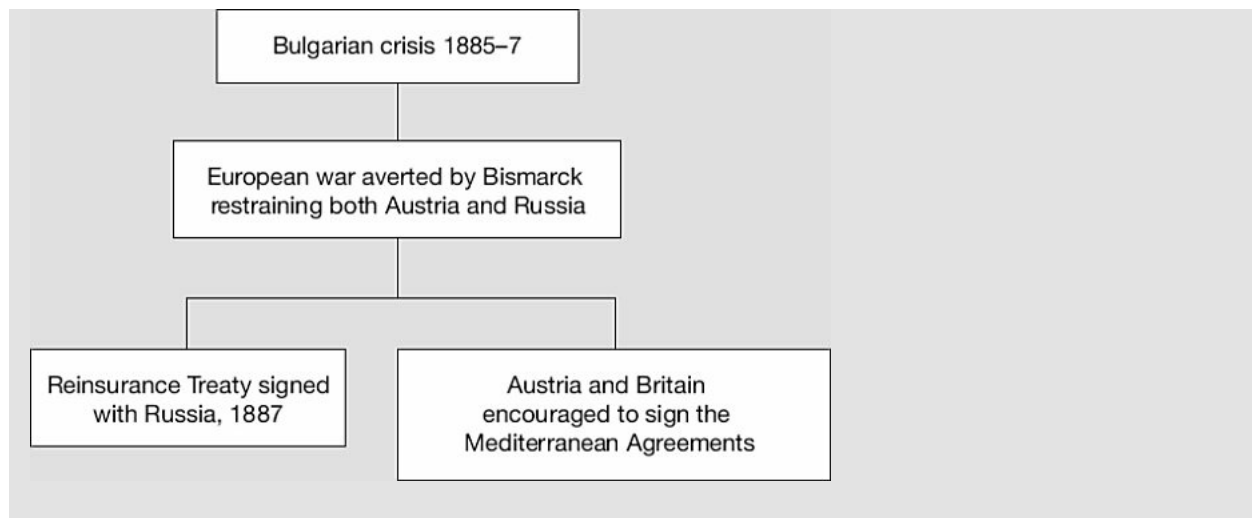 Bulgarian crisis 1885–7
European war averted by Bismarck
restraining both Austria and Russia
Reinsurance Treaty signed
with Russia, 1887
Austria and Britain
encouraged to sign the
Mediterranean Agreements